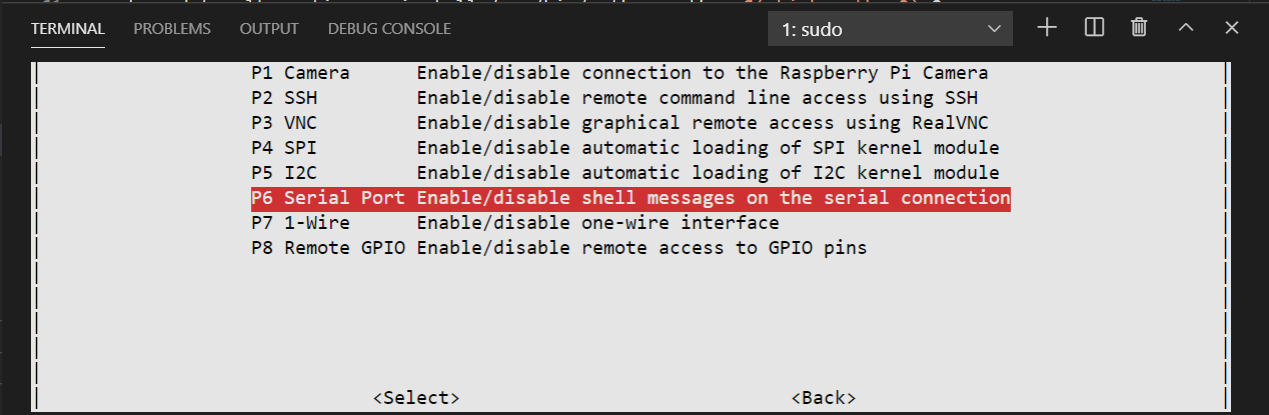 TERMINAL PROBLEMS OUTPUT DEBUG CONSOLE 1: sudo
P1 Camera Enable/disable connection to the Raspberry Pi Camera
P2 SSH Enable/disable remote command line access using SSH
P3 VNC Enable/disable graphical remote access using RealVNC
P4 SPI Enable/disable automatic loading of SPI kernel module
P5 I2C Enable/disable automatic loading of I2C kernel module
P6 Serial Port Enable/disable shell messages on the serial connection
P7 1-Wire Enable/disable one-wire interface
P8 Remote GPIO Enable/disable remote access to GPIO pins
<Select> <Back>